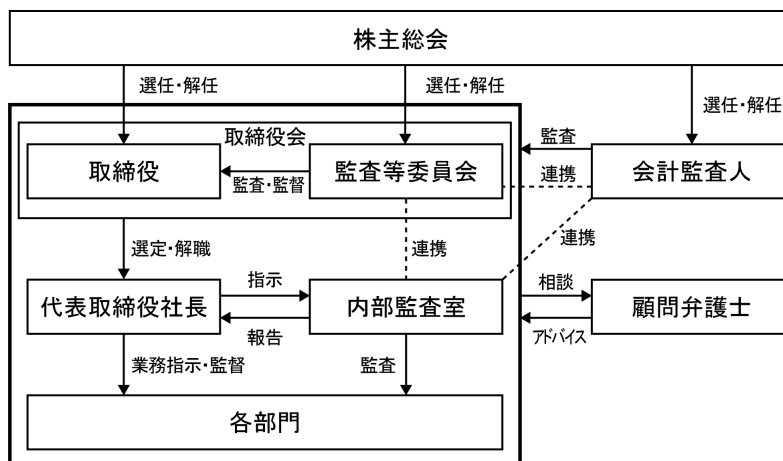 株主総会
選任・解任
選任・解任
選任・解任
取締役会
取締役
監査・監督
監査等委員会
監査
連携
会計監査人
選定・解職
連携
連携
代表取締役社長
指示
報告
内部監査室
相談
アドバイス
顧問弁護士
業務指示・監督
監査
各部門